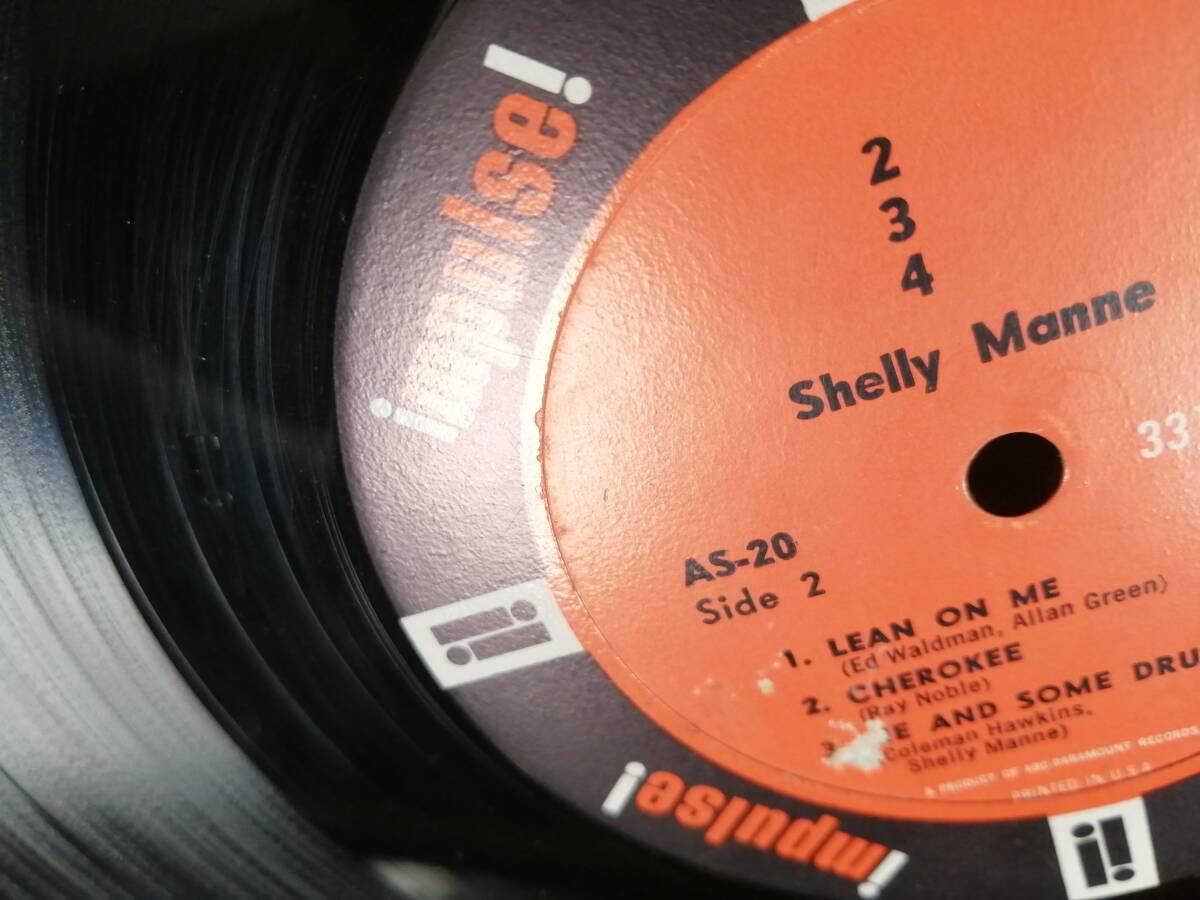 impulse!
2
3
4
Shelly Manne
33
AS-20
Side 2
1. LEAN ON ME
(Ed Waldman, Allan Green)
2. CHEROKEE
(Ray Noble)
3 E AND SOME DRU
Coleman Hawkins,
Shelly Manne)
A PRODUCT OF ABC-PARAMOUNT RECORDS
PRINTED IN U.S.A.
i!
impulse!
i!